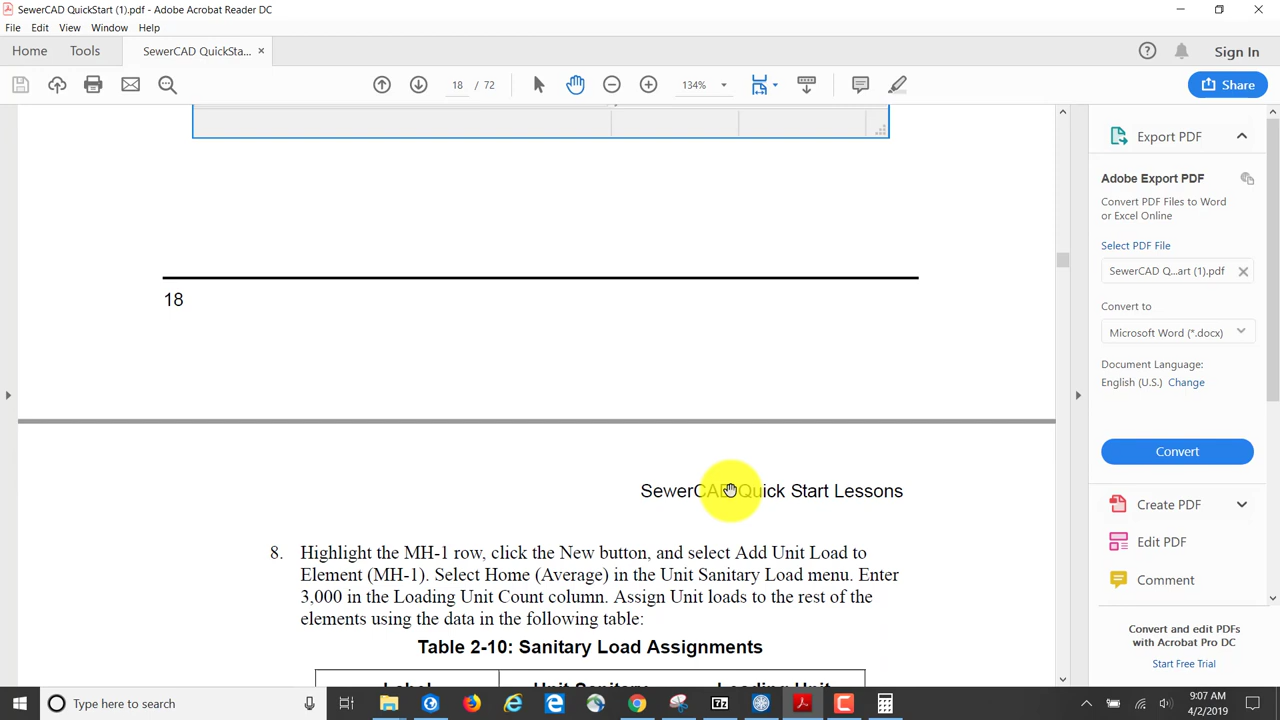 SewerCAD QuickStart (1).pdf - Adobe Acrobat Reader DC
File Edit View Window Help
Home Tools SewerCAD QuickSta... × Sign In
18 / 72 134% Share
Export PDF
18
Adobe Export PDF
Convert PDF Files to Word
or Excel Online
Select PDF File
SewerCAD Q...art (1).pdf
Convert to
Microsoft Word (*.docx)
Document Language:
English (U.S.) Change
Convert
SewerCAD Quick Start Lessons
Create PDF
Edit PDF
Comment
8. Highlight the MH-1 row, click the New button, and select Add Unit Load to
Element (MH-1). Select Home (Average) in the Unit Sanitary Load menu. Enter
3,000 in the Loading Unit Count column. Assign Unit loads to the rest of the
elements using the data in the following table:
Table 2-10: Sanitary Load Assignments
Label Unit Sanitary Loading Unit
Convert and edit PDFs
with Acrobat Pro DC
Start Free Trial
Type here to search
9:07 AM
4/2/2019